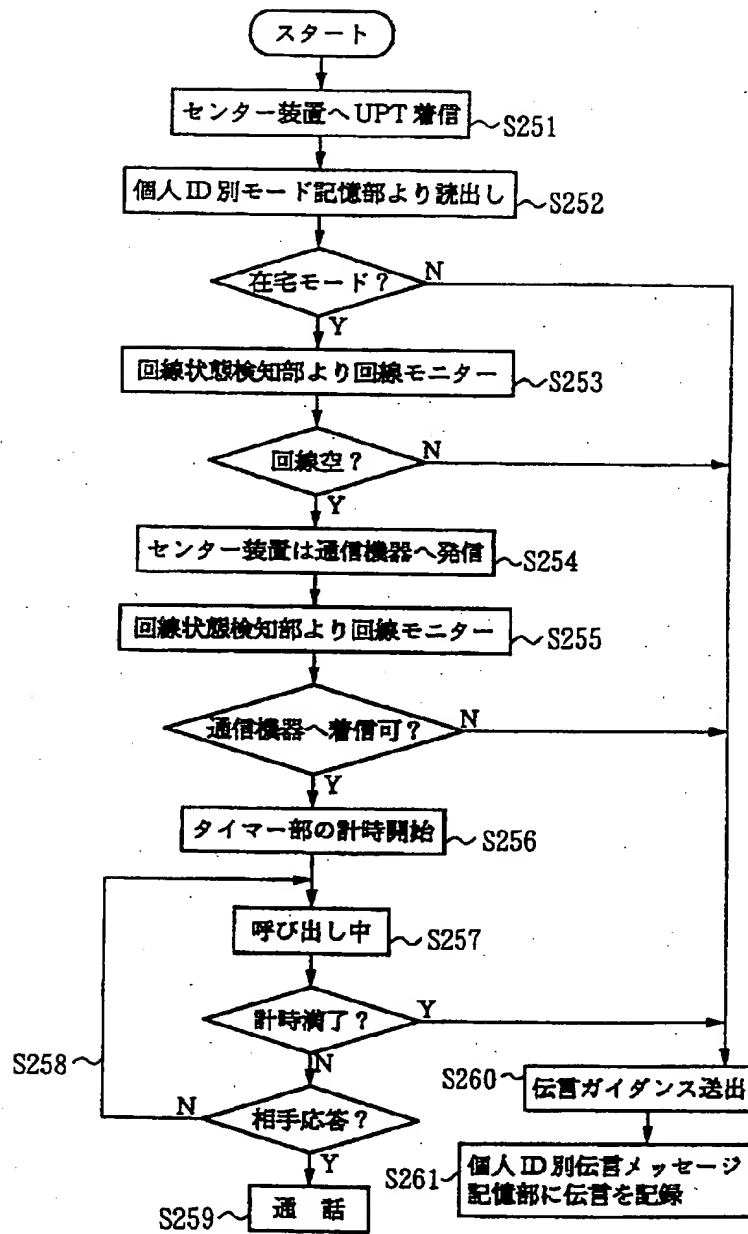 スタート
センター装置へUPT着信
S251
個人ID別モード記憶部より読出し
S252
在宅モード?
N
Y
回線状態検知部より回線モニター
S253
回線空?
N
Y
センター装置は通信機器へ発信
S254
回線状態検知部より回線モニター
S255
通信機器へ着信可?
N
Y
タイマー部の計時開始
S256
呼び出し中
S257
計時満了?
Y
N
S258
相手応答?
N
Y
S259
通 話
S260
伝言ガイダンス送出
S261
個人ID別伝言メッセージ
記憶部に伝言を記録